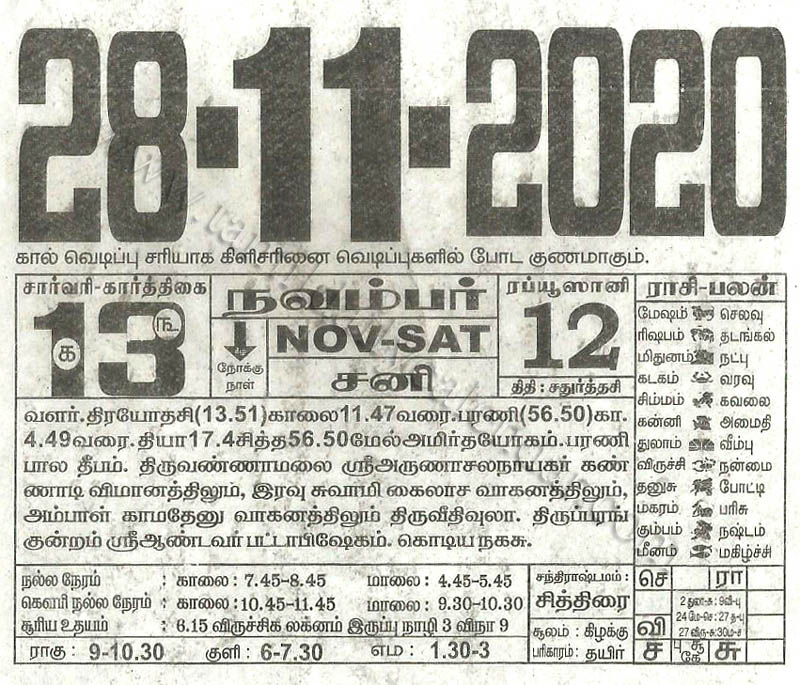 28-11-2020
கால் வெடிப்பு சரியாக கிளிசரினை வெடிப்புகளில் போட குணமாகும்.
சார்வரி-கார்த்திகை
13
க ௩
நவம்பர்
கீழ் நோக்கு நாள்
NOV-SAT
சனி
ரப்யூஸானி
12
திதி : சதுர்த்தசி
வளர். திரயோதசி(13.51)காலை11.47வரை.பரணி(56.50)கா.
4.49வரை.தியா17.4சித்த56.50மேல்அமிர்தயோகம். பரணி
பால தீபம். திருவண்ணாமலை ஸ்ரீஅருணாசலநாயகர் கண்
ணாடி விமானத்திலும், இரவு சுவாமி கைலாச வாகனத்திலும்,
அம்பாள் காமதேனு வாகனத்திலும் திருவீதிவுலா. திருப்பரங்
குன்றம் ஸ்ரீஆண்டவர் பட்டாபிஷேகம். கொடிய நகசு.
ராசி-பலன்
மேஷம் செலவு
ரிஷபம் தடங்கல்
மிதுனம் நட்பு
கடகம் வரவு
சிம்மம் கவலை
கன்னி அமைதி
துலாம் வீம்பு
விருச்சி நன்மை
தனுசு போட்டி
மகரம் பரிசு
கும்பம் நஷ்டம்
மீனம் மகிழ்ச்சி
நல்ல நேரம் : காலை : 7.45-8.45 மாலை : 4.45-5.45
கௌரி நல்ல நேரம் : காலை : 10.45-11.45 மாலை : 9.30-10.30
சூரிய உதயம் : 6.15 விருச்சிக லக்னம் இருப்பு நாழி 3 விநா 9
ராகு : 9-10.30 குளி : 6-7.30 எம : 1.30-3
சந்திராஷ்டமம் :
சித்திரை
சூலம் : கிழக்கு
பரிகாரம் : தயிர்
செ ரா
2 துலா-சு : 9வி-பு
24 மே-செ : 27 த-பு
வி 27 விரு-சு:30ம-ச
ச பு சூ கே சு